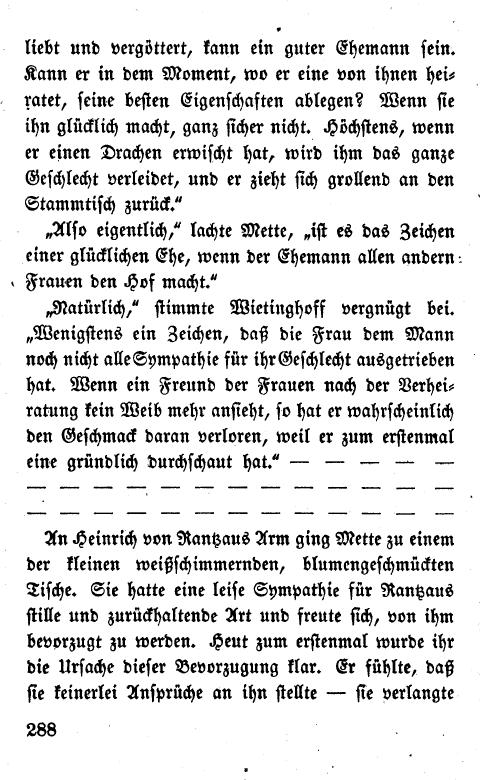 liebt und vergöttert, kann ein guter Ehemann sein.
Kann er in dem Moment, wo er eine von ihnen hei-
ratet, seine besten Eigenschaften ablegen? Wenn sie
ihn glücklich macht, ganz sicher nicht. Höchstens, wenn
er einen Drachen erwischt hat, wird ihm das ganze
Geschlecht verleidet, und er zieht sich grollend an den
Stammtisch zurück.“
„Also eigentlich,“ lachte Mette, „ist es das Zeichen
einer glücklichen Ehe, wenn der Ehemann allen andern
Frauen den Hof macht.“
„Natürlich,“ stimmte Wietinghoff vergnügt bei.
„Wenigstens ein Zeichen, daß die Frau dem Mann
noch nicht alle Sympathie für ihr Geschlecht ausgetrieben
hat. Wenn ein Freund der Frauen nach der Verhei-
ratung kein Weib mehr ansieht, so hat er wahrscheinlich
den Geschmack daran verloren, weil er zum erstenmal
eine gründlich durchschaut hat.“ — — — — —
— — — — — — — — — — — — —
— — — — — — — — — — — — —
An Heinrich von Rantzaus Arm ging Mette zu einem
der kleinen weißschimmernden, blumengeschmückten
Tische. Sie hatte eine leise Sympathie für Rantzaus
stille und zurückhaltende Art und freute sich, von ihm
bevorzugt zu werden. Heut zum erstenmal wurde ihr
die Ursache dieser Bevorzugung klar. Er fühlte, daß
sie keinerlei Ansprüche an ihn stellte — sie verlangte
288